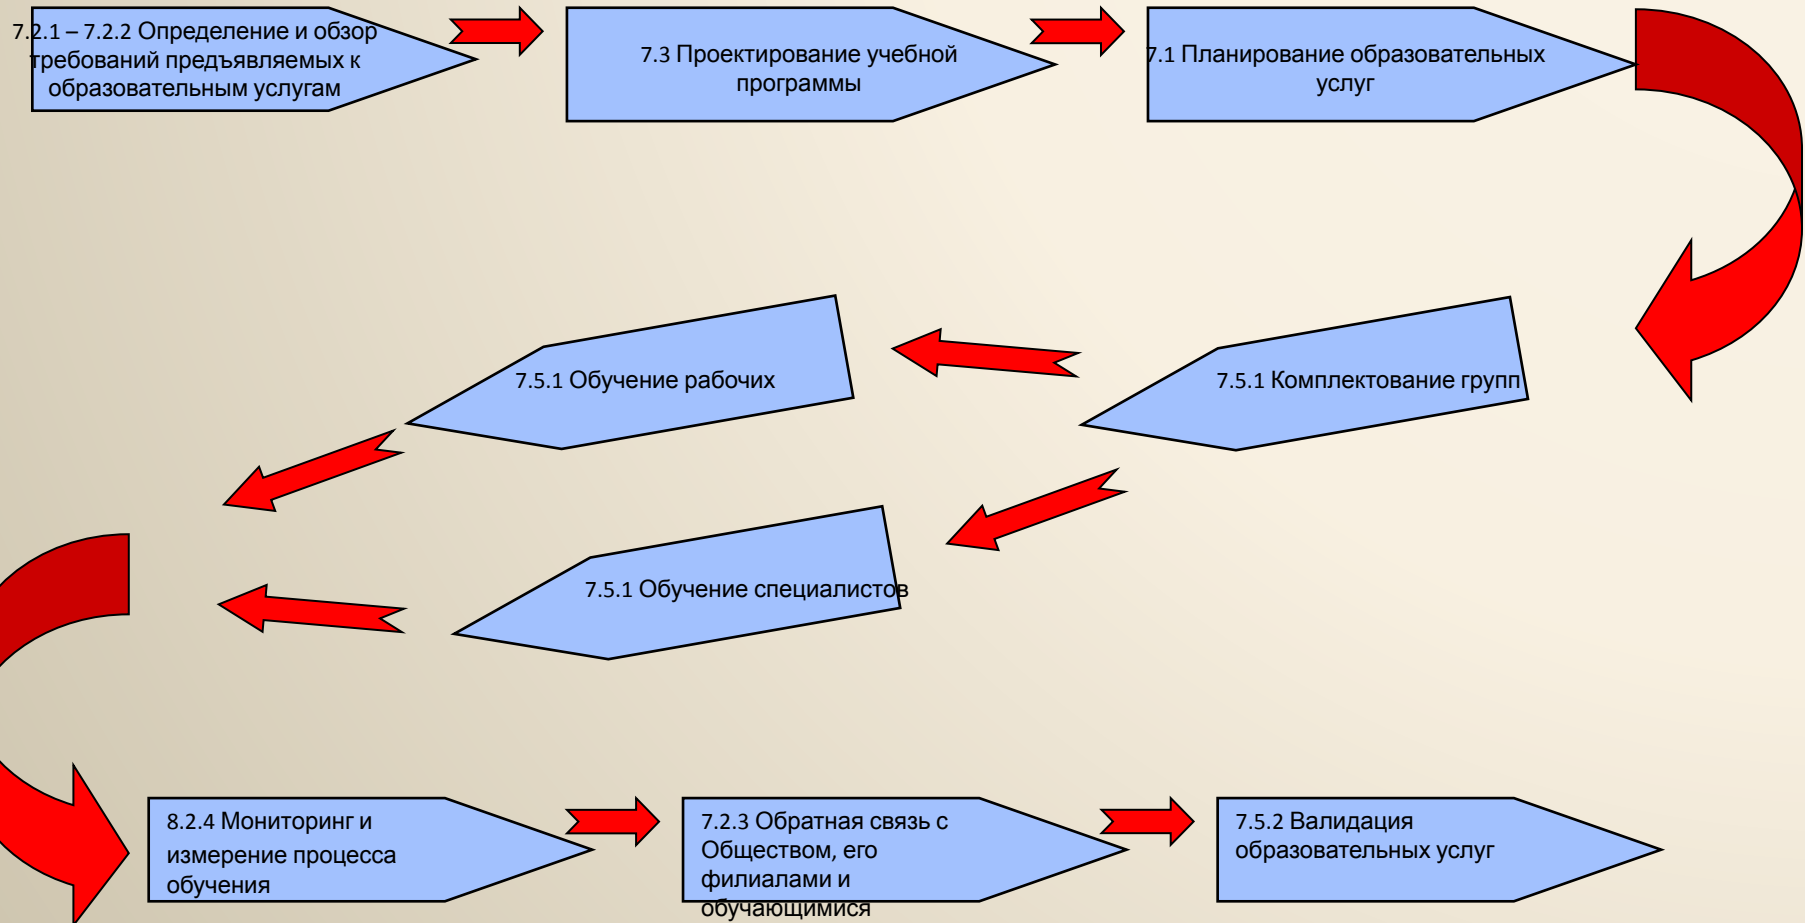 7.2.1 – 7.2.2 Определение и обзор
требований предъявляемых к
образовательным услугам
7.3 Проектирование учебной
программы
7.1 Планирование образовательных
услуг
7.5.1 Обучение рабочих
7.5.1 Комплектование групп
7.5.1 Обучение специалистов
8.2.4 Мониторинг и
измерение процесса
обучения
7.2.3 Обратная связь с
Обществом, его
филиалами и
обучающимися
7.5.2 Валидация
образовательных услуг